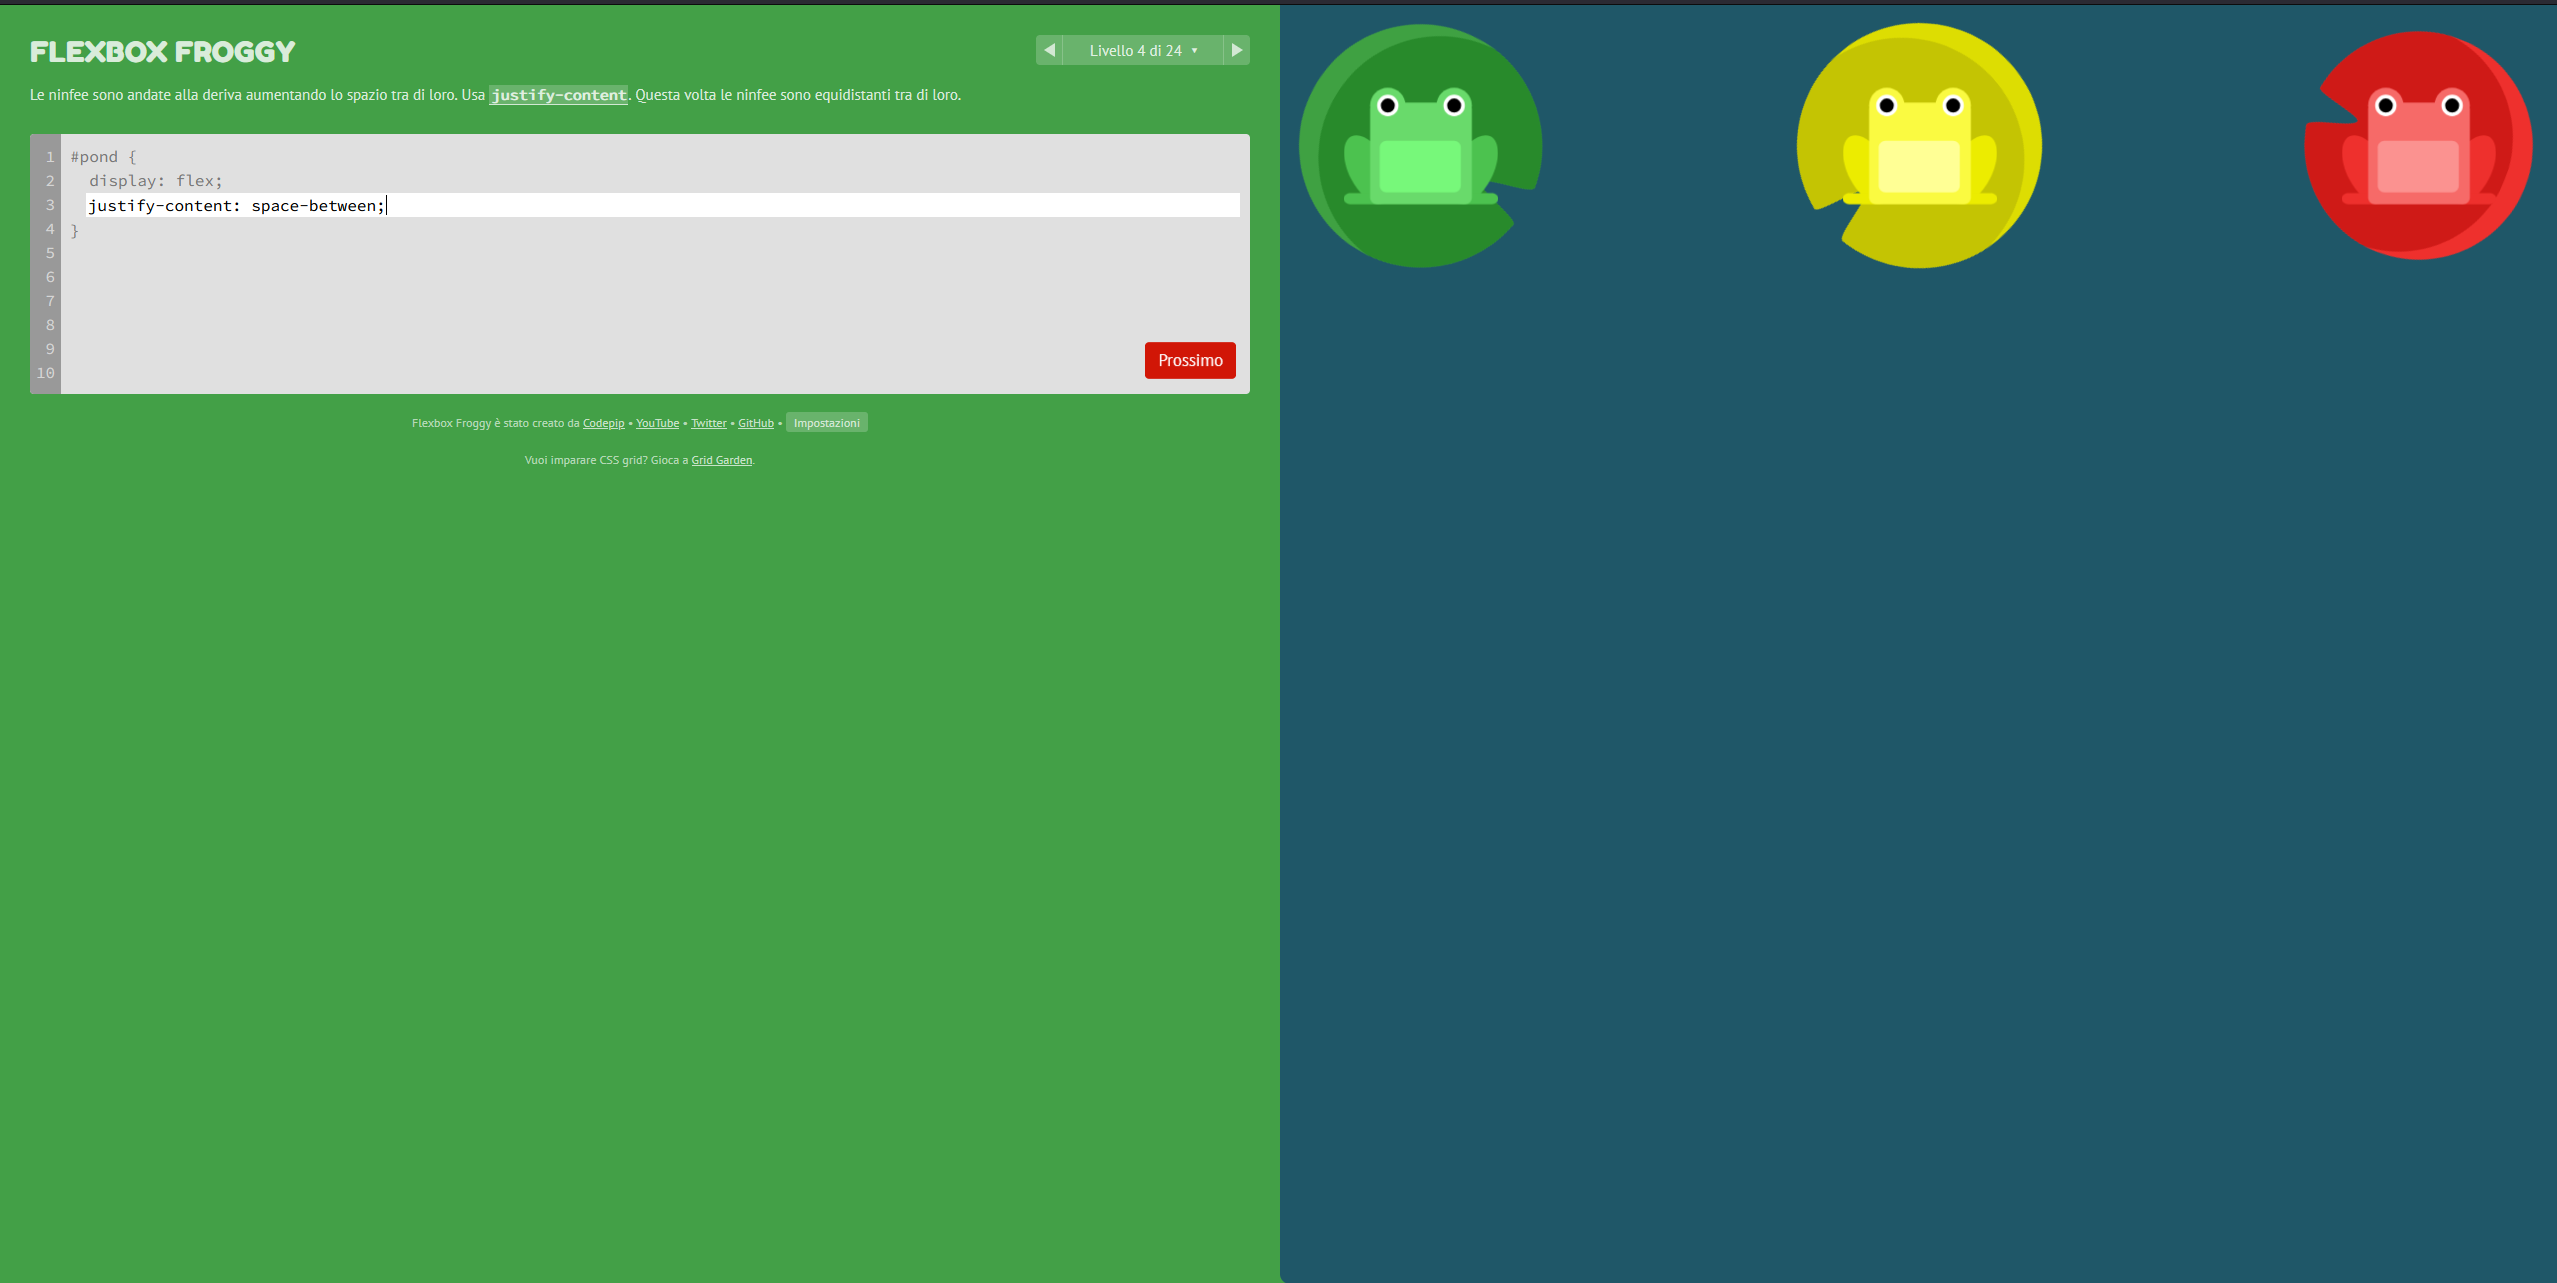 FLEXBOX FROGGY
Livello 4 di 24 ▼
Le ninfee sono andate alla deriva aumentando lo spazio tra di loro. Usa justify-content. Questa volta le ninfee sono equidistanti tra di loro.
1 #pond {
2 display: flex;
3 justify-content: space-between;
4 }
5
6
7
8
9
10
Prossimo
Flexbox Froggy è stato creato da Codepip • YouTube • Twitter • GitHub • Impostazioni
Vuoi imparare CSS grid? Gioca a Grid Garden.